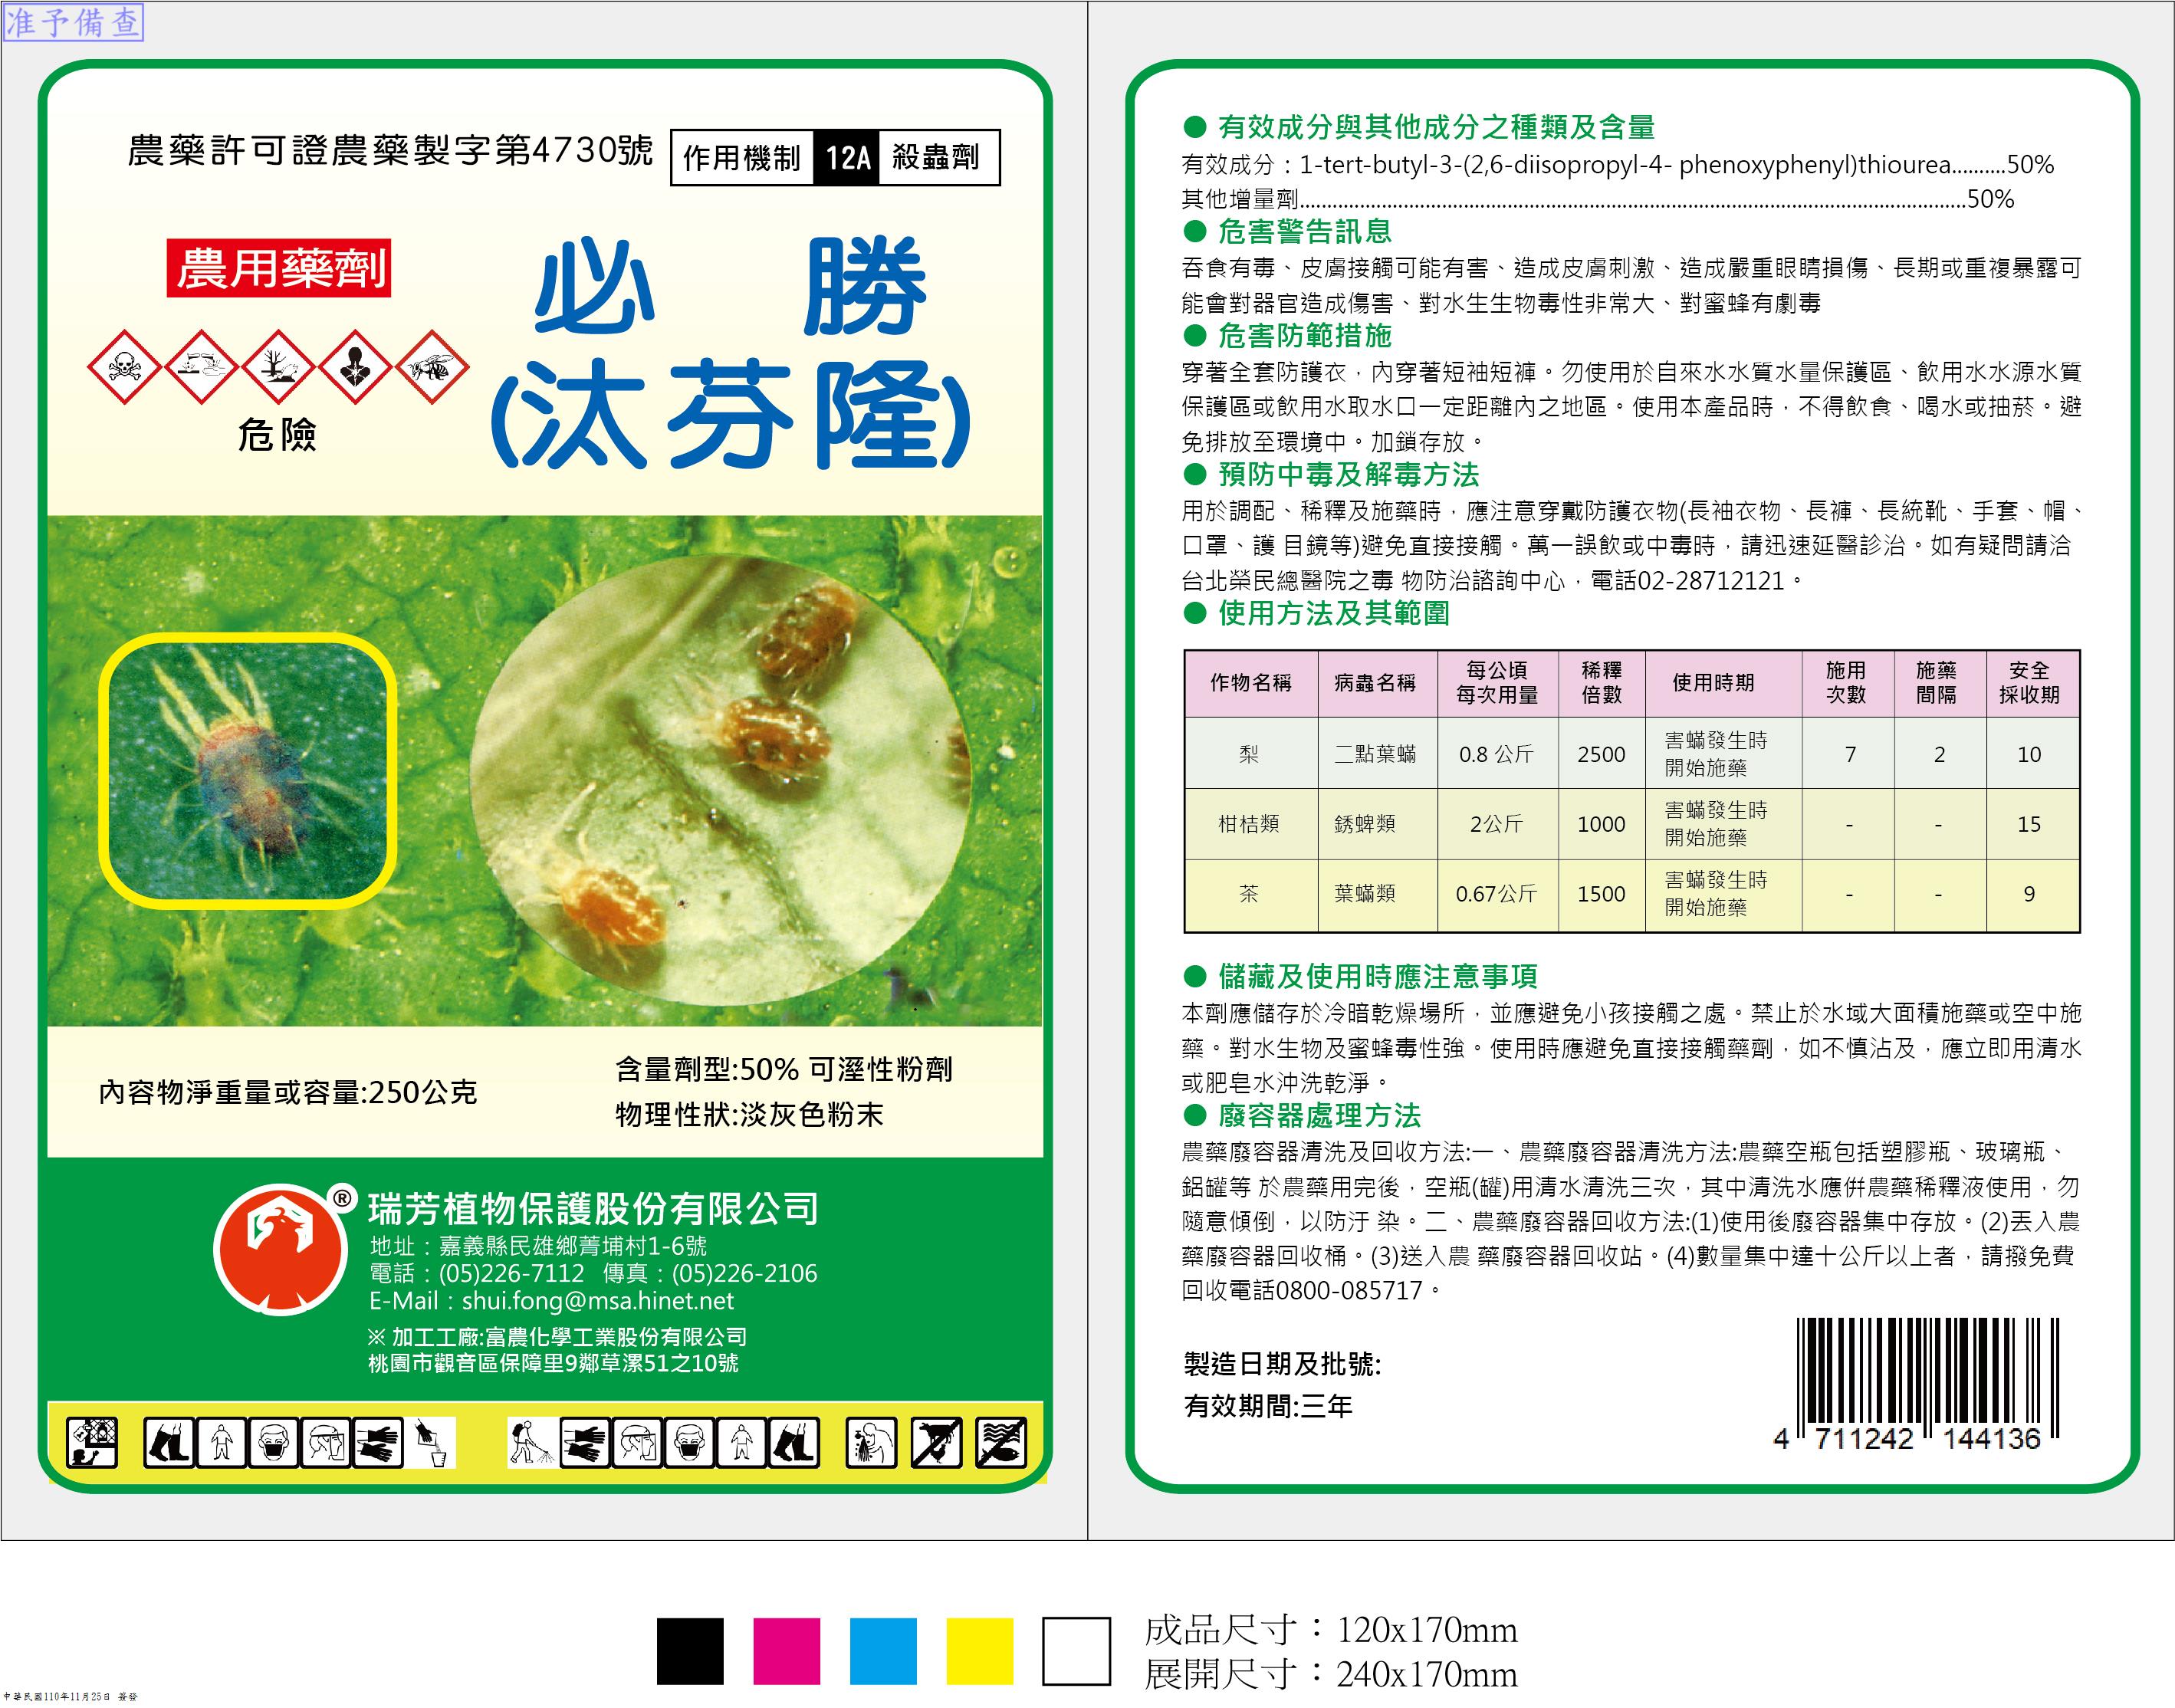 准予備查
農藥許可證農藥製字第4730號
作用機制 12A 殺蟲劑
農用藥劑
必 勝
(汰芬隆)
危險
內容物淨重量或容量:250公克
含量劑型:50% 可溼性粉劑
物理性狀:淡灰色粉末
®
瑞芳植物保護股份有限公司
地址：嘉義縣民雄鄉菁埔村1-6號
電話：(05)226-7112 傳真：(05)226-2106
E-Mail：shui.fong@msa.hinet.net
※ 加工工廠:富農化學工業股份有限公司
桃園市觀音區保障里9鄰草漯51之10號
● 有效成分與其他成分之種類及含量
有效成分：1-tert-butyl-3-(2,6-diisopropyl-4- phenoxyphenyl)thiourea..........50%
其他增量劑..............................................................................................................50%
● 危害警告訊息
吞食有毒、皮膚接觸可能有害、造成皮膚刺激、造成嚴重眼睛損傷、長期或重複暴露可
能會對器官造成傷害、對水生生物毒性非常大、對蜜蜂有劇毒
● 危害防範措施
穿著全套防護衣，內穿著短袖短褲。勿使用於自來水水質水量保護區、飲用水水源水質
保護區或飲用水取水口一定距離內之地區。使用本產品時，不得飲食、喝水或抽菸。避
免排放至環境中。加鎖存放。
● 預防中毒及解毒方法
用於調配、稀釋及施藥時，應注意穿戴防護衣物(長袖衣物、長褲、長統靴、手套、帽、
口罩、護 目鏡等)避免直接接觸。萬一誤飲或中毒時，請迅速延醫診治。如有疑問請洽
台北榮民總醫院之毒 物防治諮詢中心，電話02-28712121。
● 使用方法及其範圍
作物名稱 病蟲名稱 每公頃 每次用量 稀釋 倍數 使用時期 施用 次數 施藥 間隔 安全 採收期
梨 二點葉蟎 0.8 公斤 2500 害蟎發生時 開始施藥 7 2 10
柑桔類 銹蜱類 2公斤 1000 害蟎發生時 開始施藥 - - 15
茶 葉蟎類 0.67公斤 1500 害蟎發生時 開始施藥 - - 9
● 儲藏及使用時應注意事項
本劑應儲存於冷暗乾燥場所，並應避免小孩接觸之處。禁止於水域大面積施藥或空中施
藥。對水生物及蜜蜂毒性強。使用時應避免直接接觸藥劑，如不慎沾及，應立即用清水
或肥皂水沖洗乾淨。
● 廢容器處理方法
農藥廢容器清洗及回收方法:一、農藥廢容器清洗方法:農藥空瓶包括塑膠瓶、玻璃瓶、
鋁罐等 於農藥用完後，空瓶(罐)用清水清洗三次，其中清洗水應併農藥稀釋液使用，勿
隨意傾倒，以防汙 染。二、農藥廢容器回收方法:(1)使用後廢容器集中存放。(2)丟入農
藥廢容器回收桶。(3)送入農 藥廢容器回收站。(4)數量集中達十公斤以上者，請撥免費
回收電話0800-085717。
製造日期及批號:
有效期間:三年
4 711242 144136
成品尺寸：120x170mm
展開尺寸：240x170mm
中華民國110年11月25日 簽發